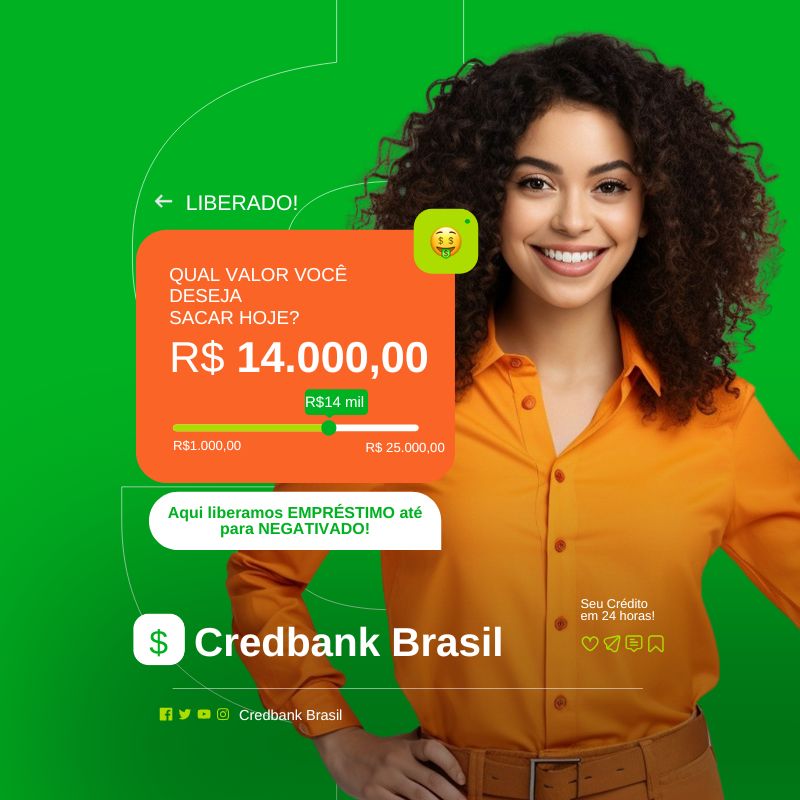 LIBERADO!
QUAL VALOR VOCÊ
DESEJA
SACAR HOJE?
R$ 14.000,00
R$14 mil
R$1.000,00
R$ 25.000,00
Aqui liberamos EMPRÉSTIMO até
para NEGATIVADO!
Seu Crédito
em 24 horas!
$ Credbank Brasil
Credbank Brasil